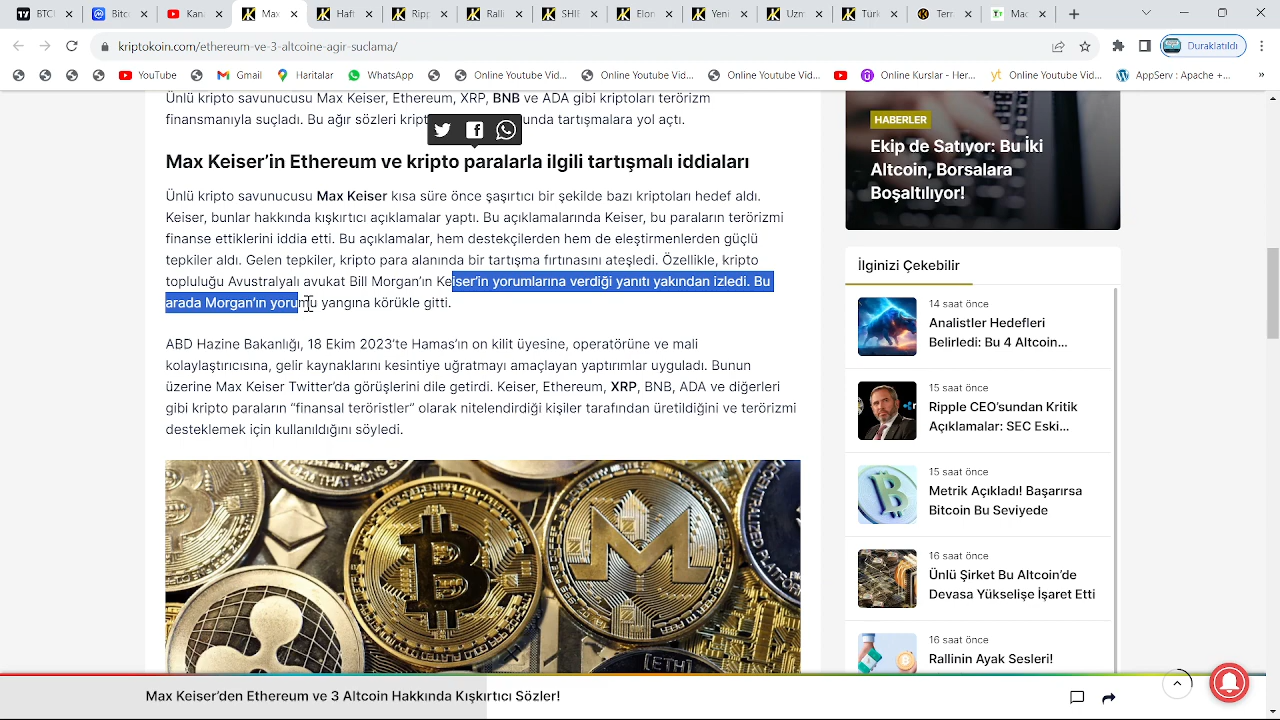 BTC(
Bitc
Kan
Max
Haft
Ripp
Ralli
SHIE
Elon
Yeni
Uzm
Türk
Terr
Mac
kriptokoin.com/ethereum-ve-3-altcoine-agir-suclama/
Duraklatıldı
YouTube
Gmail
Haritalar
WhatsApp
Online Youtube Vid...
Online Youtube Vid...
Online Youtube Vid...
Online Kurslar - Her...
Online Youtube Vid...
AppServ : Apache +...
»
Ünlü kripto savunucusu Max Keiser, Ethereum, XRP, BNB ve ADA gibi kriptoları terörizm
finansmanıyla suçladı. Bu ağır sözleri kript unda tartışmalara yol açtı.
Max Keiser’in Ethereum ve kripto paralarla ilgili tartışmalı iddiaları
Ünlü kripto savunucusu Max Keiser kısa süre önce şaşırtıcı bir şekilde bazı kriptoları hedef aldı.
Keiser, bunlar hakkında kışkırtıcı açıklamalar yaptı. Bu açıklamalarında Keiser, bu paraların terörizmi
finanse ettiklerini iddia etti. Bu açıklamalar, hem destekçilerden hem de eleştirmenlerden güçlü
tepkiler aldı. Gelen tepkiler, kripto para alanında bir tartışma fırtınasını ateşledi. Özellikle, kripto
topluluğu Avustralyalı avukat Bill Morgan’ın Keiser’in yorumlarına verdiği yanıtı yakından izledi. Bu
arada Morgan’ın yorumu yangına körükle gitti.
ABD Hazine Bakanlığı, 18 Ekim 2023’te Hamas’ın on kilit üyesine, operatörüne ve mali
kolaylaştırıcısına, gelir kaynaklarını kesintiye uğratmayı amaçlayan yaptırımlar uyguladı. Bunun
üzerine Max Keiser Twitter’da görüşlerini dile getirdi. Keiser, Ethereum, XRP, BNB, ADA ve diğerleri
gibi kripto paraların “finansal teröristler” olarak nitelendirdiği kişiler tarafından üretildiğini ve terörizmi
desteklemek için kullanıldığını söyledi.
HABERLER
Ekip de Satıyor: Bu İki
Altcoin, Borsalara
Boşaltılıyor!
İlginizi Çekebilir
14 saat önce
Analistler Hedefleri
Belirledi: Bu 4 Altcoin...
15 saat önce
Ripple CEO’sundan Kritik
Açıklamalar: SEC Eski...
15 saat önce
Metrik Açıkladı! Başarırsa
Bitcoin Bu Seviyede
16 saat önce
Ünlü Şirket Bu Altcoin’de
Devasa Yükselişe İşaret Etti
16 saat önce
Rallinin Ayak Sesleri!
Max Keiser’den Ethereum ve 3 Altcoin Hakkında Kışkırtıcı Sözler!